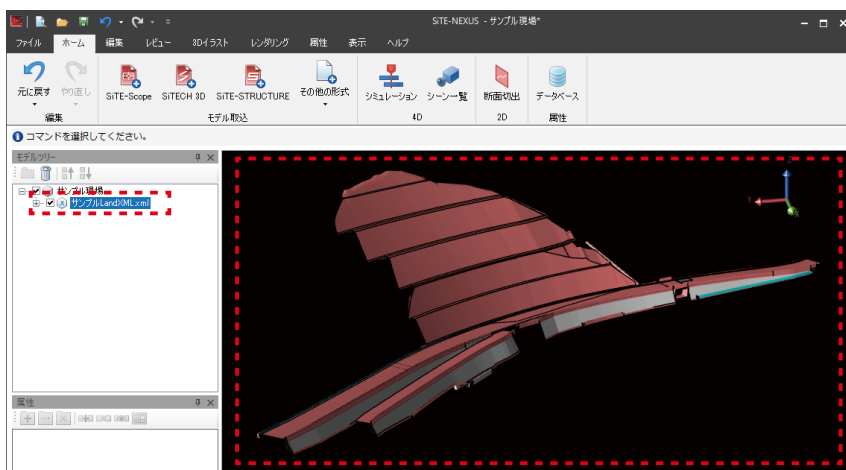 SiTE-NEXUS - サンプル現場*
ファイル ホーム 編集 レビュー 3Dイラスト レンダリング 属性 表示 ヘルプ
元に戻す やり直し SiTE-Scope SiTECH 3D SiTE-STRUCTURE その他の形式 シミュレーション シーン一覧 断面切出 データベース
編集 モデル取込 4D 2D 属性
コマンドを選択してください。
モデルツリー
サンプル現場
サンプルLandXML.xml
属性
Z
Y
X